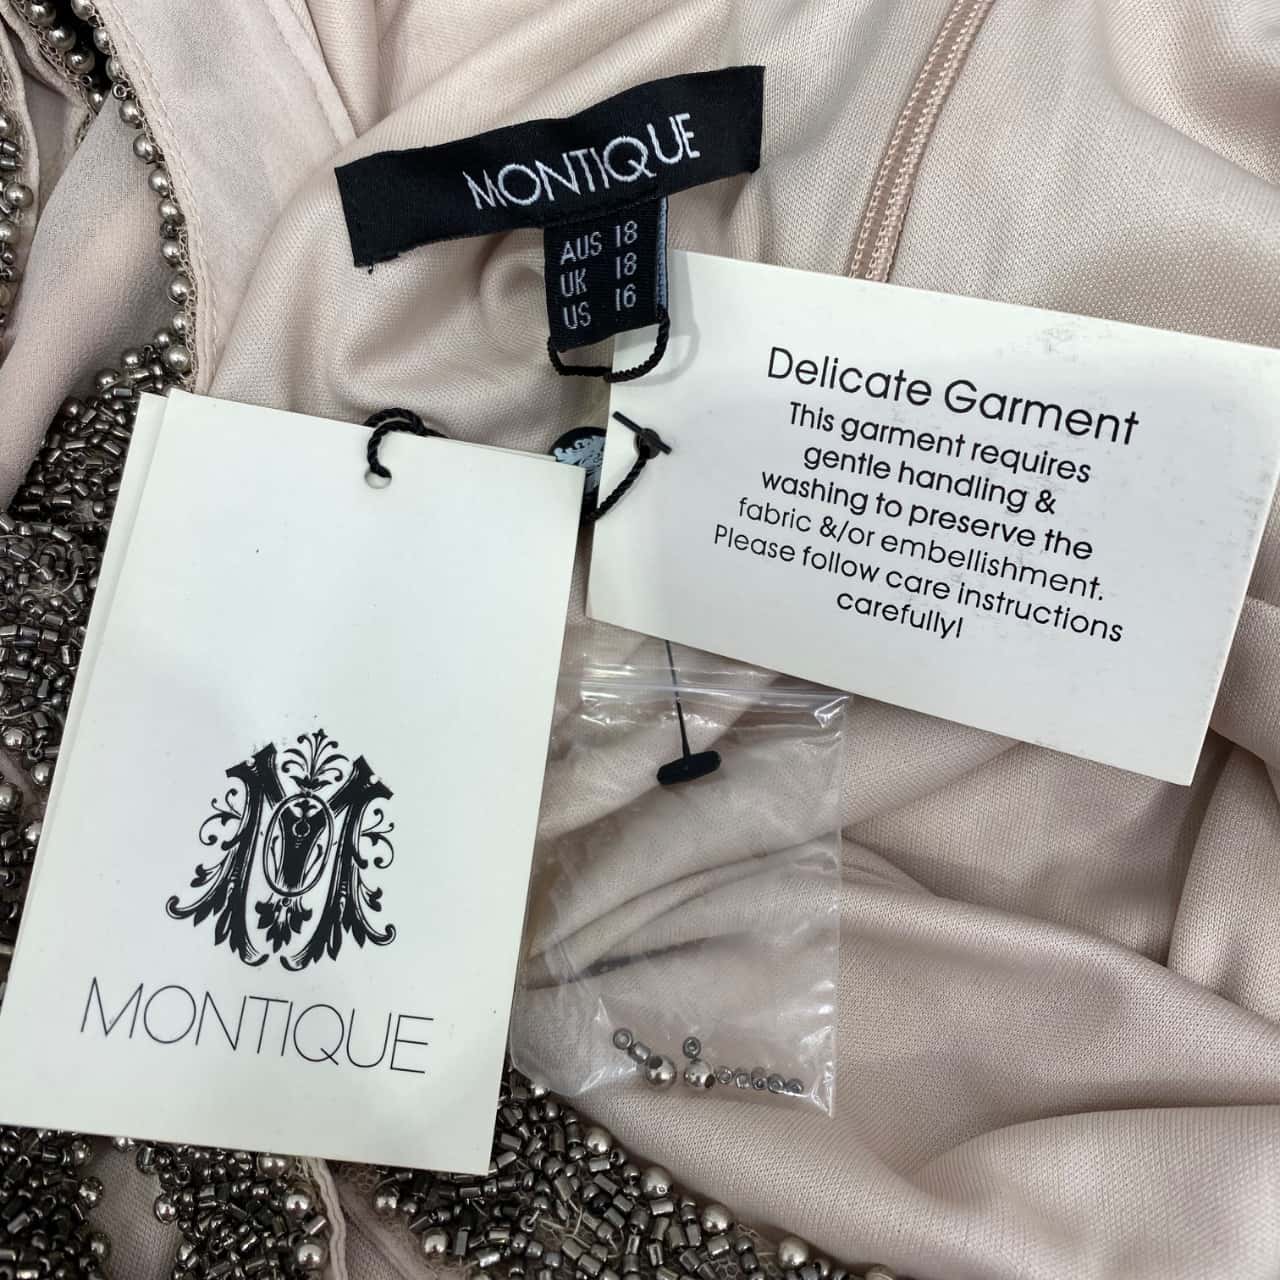 MONTIQUE
AUS 18
UK 18
US 16
Delicate Garment
This garment requires
gentle handling &
washing to preserve the
fabric &/or embellishment.
Please follow care instructions
carefully!
MONTIQUE